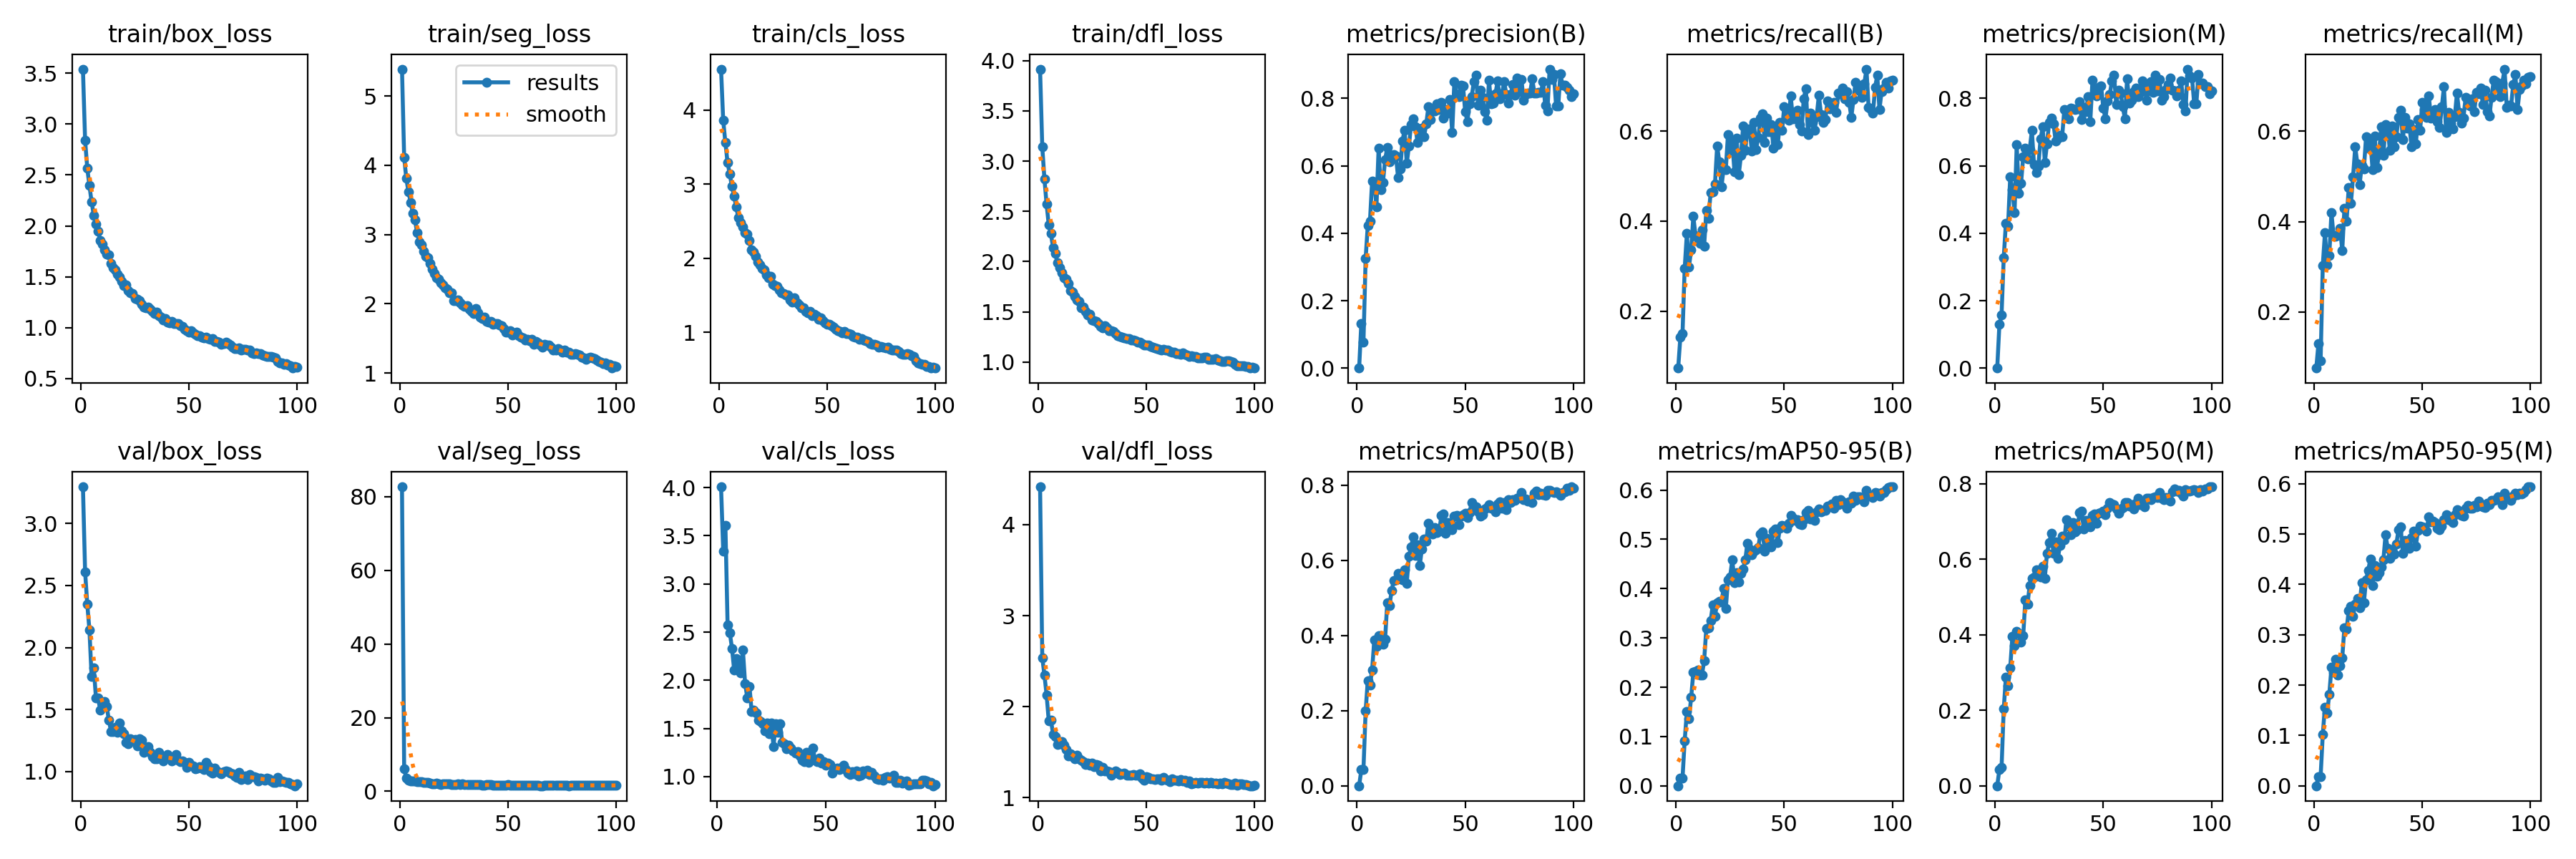 train/box_loss
3.5
3.0
2.5
2.0
1.5
1.0
0.5
0 50 100
train/seg_loss
results
smooth
5
4
3
2
1
0 50 100
train/cls_loss
4
3
2
1
0 50 100
train/dfl_loss
4.0
3.5
3.0
2.5
2.0
1.5
1.0
0 50 100
metrics/precision(B)
0.8
0.6
0.4
0.2
0.0
0 50 100
metrics/recall(B)
0.6
0.4
0.2
0 50 100
metrics/precision(M)
0.8
0.6
0.4
0.2
0.0
0 50 100
metrics/recall(M)
0.6
0.4
0.2
0 50 100
val/box_loss
3.0
2.5
2.0
1.5
1.0
0 50 100
val/seg_loss
80
60
40
20
0
0 50 100
val/cls_loss
4.0
3.5
3.0
2.5
2.0
1.5
1.0
0 50 100
val/dfl_loss
4
3
2
1
0 50 100
metrics/mAP50(B)
0.8
0.6
0.4
0.2
0.0
0 50 100
metrics/mAP50-95(B)
0.6
0.5
0.4
0.3
0.2
0.1
0.0
0 50 100
metrics/mAP50(M)
0.8
0.6
0.4
0.2
0.0
0 50 100
metrics/mAP50-95(M)
0.6
0.5
0.4
0.3
0.2
0.1
0.0
0 50 100